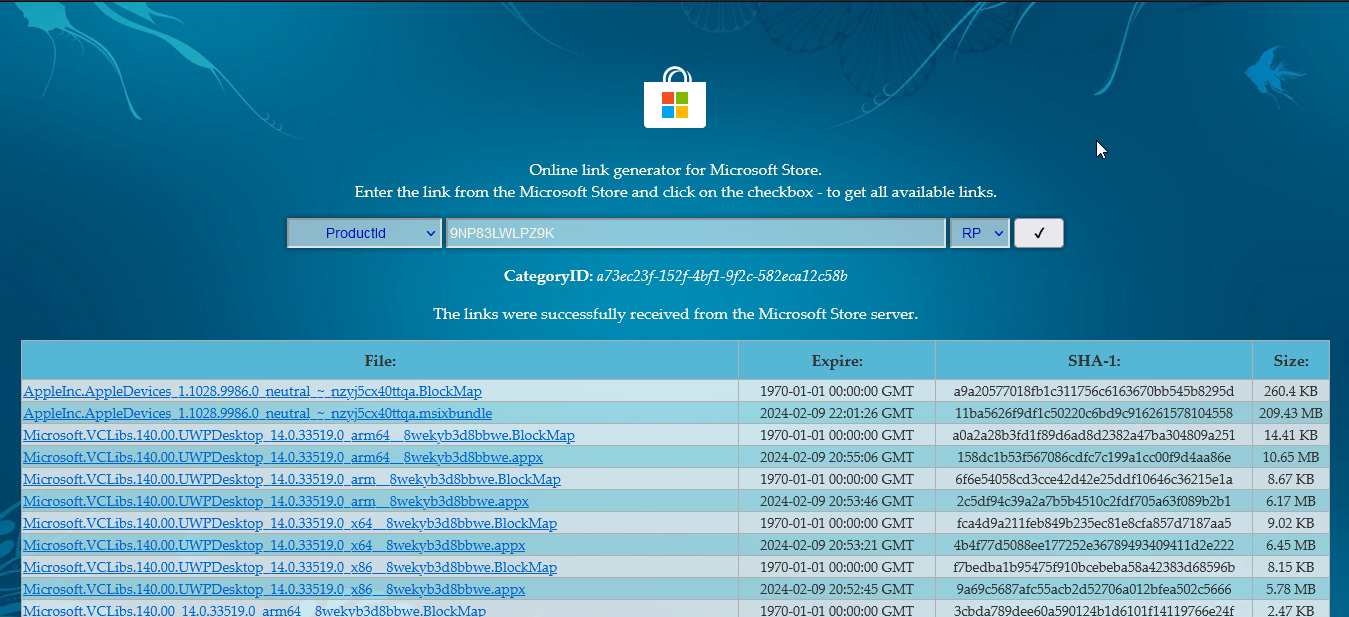 Online link generator for Microsoft Store.
Enter the link from the Microsoft Store and click on the checkbox - to get all available links.
ProductId 9NP83LWLPZ9K RP ✓
CategoryID: a73ec23f-152f-4bf1-9f2c-582eca12c58b
The links were successfully received from the Microsoft Store server.
File: Expire: SHA-1: Size:
AppleInc.AppleDevices_1.1028.9986.0_neutral_~_nzyj5cx40ttqa.BlockMap 1970-01-01 00:00:00 GMT a9a20577018fb1c311756c6163670bb545b8295d 260.4 KB
AppleInc.AppleDevices_1.1028.9986.0_neutral_~_nzyj5cx40ttqa.msixbundle 2024-02-09 22:01:26 GMT 11ba5626f9df1c50220c6bd9c916261578104558 209.43 MB
Microsoft.VCLibs.140.00.UWPDesktop_14.0.33519.0_arm64__8wekyb3d8bbwe.BlockMap 1970-01-01 00:00:00 GMT a0a2a28b3fd1f89d6ad8d2382a47ba304809a251 14.41 KB
Microsoft.VCLibs.140.00.UWPDesktop_14.0.33519.0_arm64__8wekyb3d8bbwe.appx 2024-02-09 20:55:06 GMT 158dc1b53f567086cdfc7c199a1cc00f9d4aa86e 10.65 MB
Microsoft.VCLibs.140.00.UWPDesktop_14.0.33519.0_arm__8wekyb3d8bbwe.BlockMap 1970-01-01 00:00:00 GMT 6f6e54058cd3cce42d42e25ddf10646c36215e1a 8.67 KB
Microsoft.VCLibs.140.00.UWPDesktop_14.0.33519.0_arm__8wekyb3d8bbwe.appx 2024-02-09 20:53:46 GMT 2c5df94c39a2a7b5b4510c2fdf705a63f089b2b1 6.17 MB
Microsoft.VCLibs.140.00.UWPDesktop_14.0.33519.0_x64__8wekyb3d8bbwe.BlockMap 1970-01-01 00:00:00 GMT fca4d9a211feb849b235ec81e8cfa857d7187aa5 9.02 KB
Microsoft.VCLibs.140.00.UWPDesktop_14.0.33519.0_x64__8wekyb3d8bbwe.appx 2024-02-09 20:53:21 GMT 4b4f77d5088ee177252e36789493409411d2e222 6.45 MB
Microsoft.VCLibs.140.00.UWPDesktop_14.0.33519.0_x86__8wekyb3d8bbwe.BlockMap 1970-01-01 00:00:00 GMT f7bedba1b95475f910bcebeba58a42383d68596b 8.15 KB
Microsoft.VCLibs.140.00.UWPDesktop_14.0.33519.0_x86__8wekyb3d8bbwe.appx 2024-02-09 20:52:45 GMT 9a69c5687afc55acb2d52706a012bfea502c5666 5.78 MB
Microsoft.VCLibs.140.00_14.0.33519.0_arm64__8wekyb3d8bbwe.BlockMap 1970-01-01 00:00:00 GMT 3cbda789dee60a590124b1d6101f14119766e24f 2.47 KB